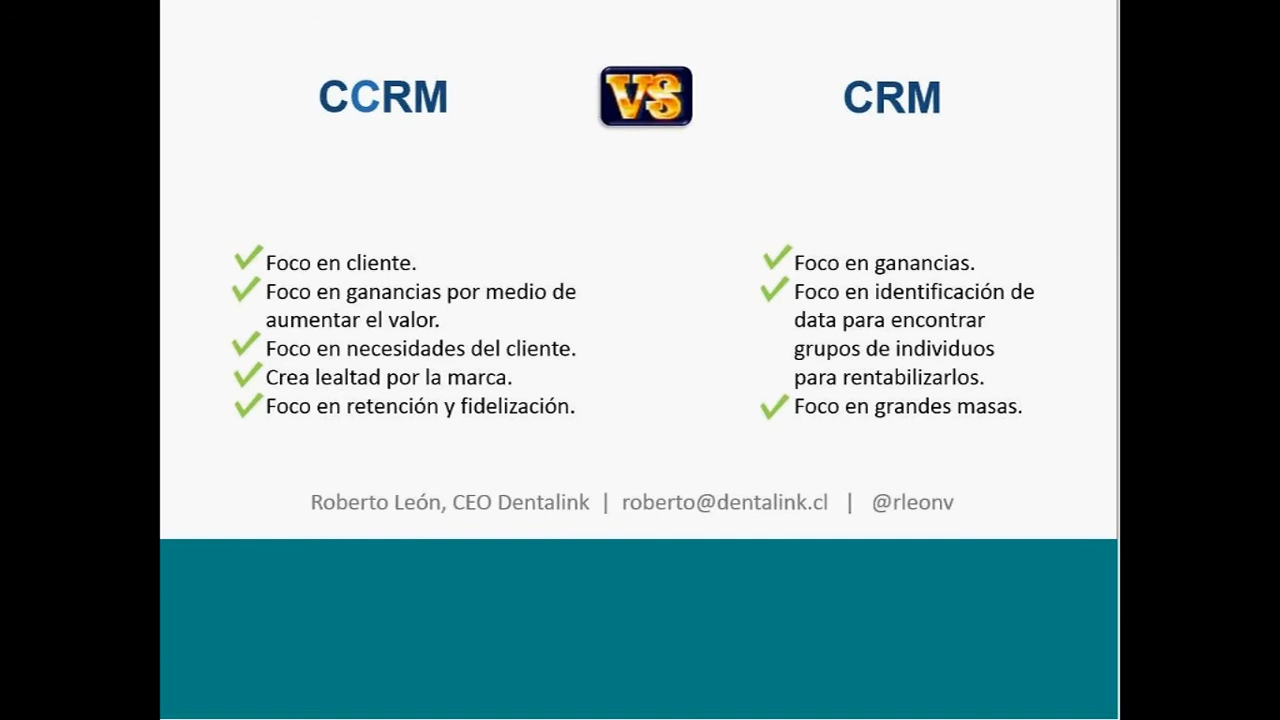 CCRM VS CRM
Foco en cliente.
Foco en ganancias por medio de
aumentar el valor.
Foco en necesidades del cliente.
Crea lealtad por la marca.
Foco en retención y fidelización.
Foco en ganancias.
Foco en identificación de
data para encontrar
grupos de individuos
para rentabilizarlos.
Foco en grandes masas.
Roberto León, CEO Dentalink | roberto@dentalink.cl | @rleonv